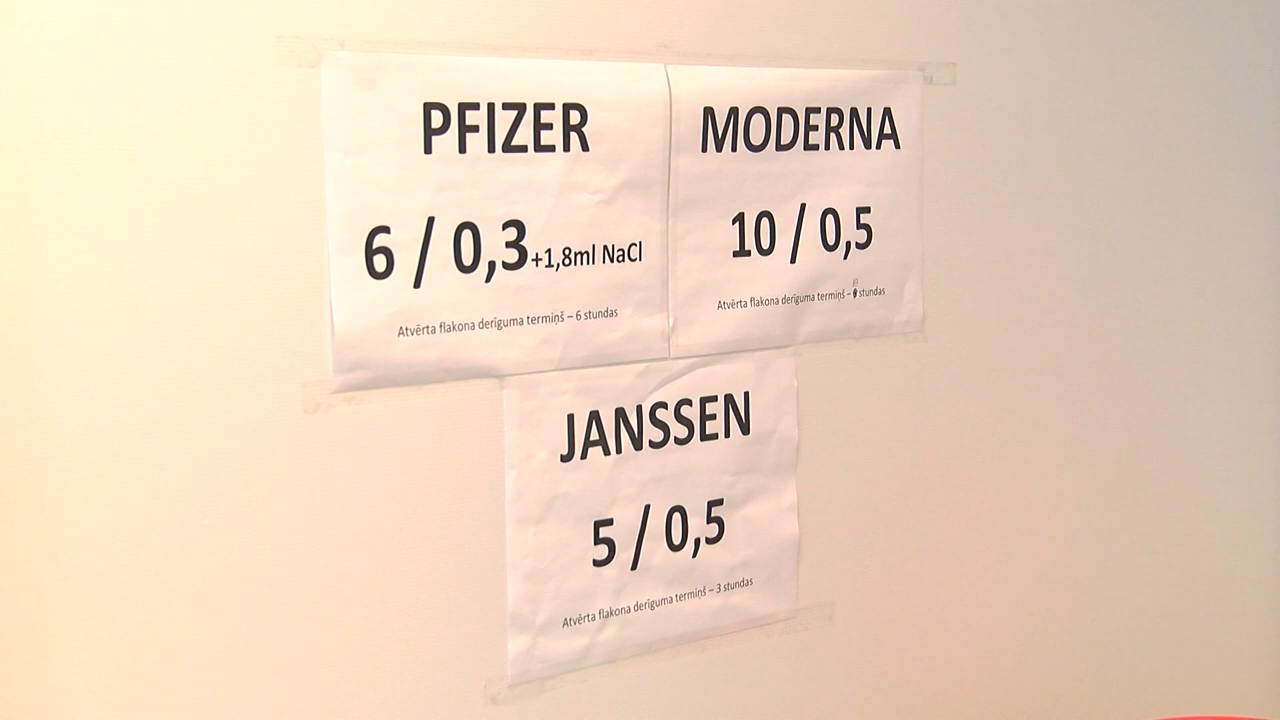 PFIZER
6 / 0,3+1,8ml NaCl
Atvērta flakona derīguma termiņš – 6 stundas
MODERNA
10 / 0,5
Atvērta flakona derīguma termiņš – stundas
JANSSEN
5 / 0,5
Atvērta flakona derīguma termiņš – 3 stundas